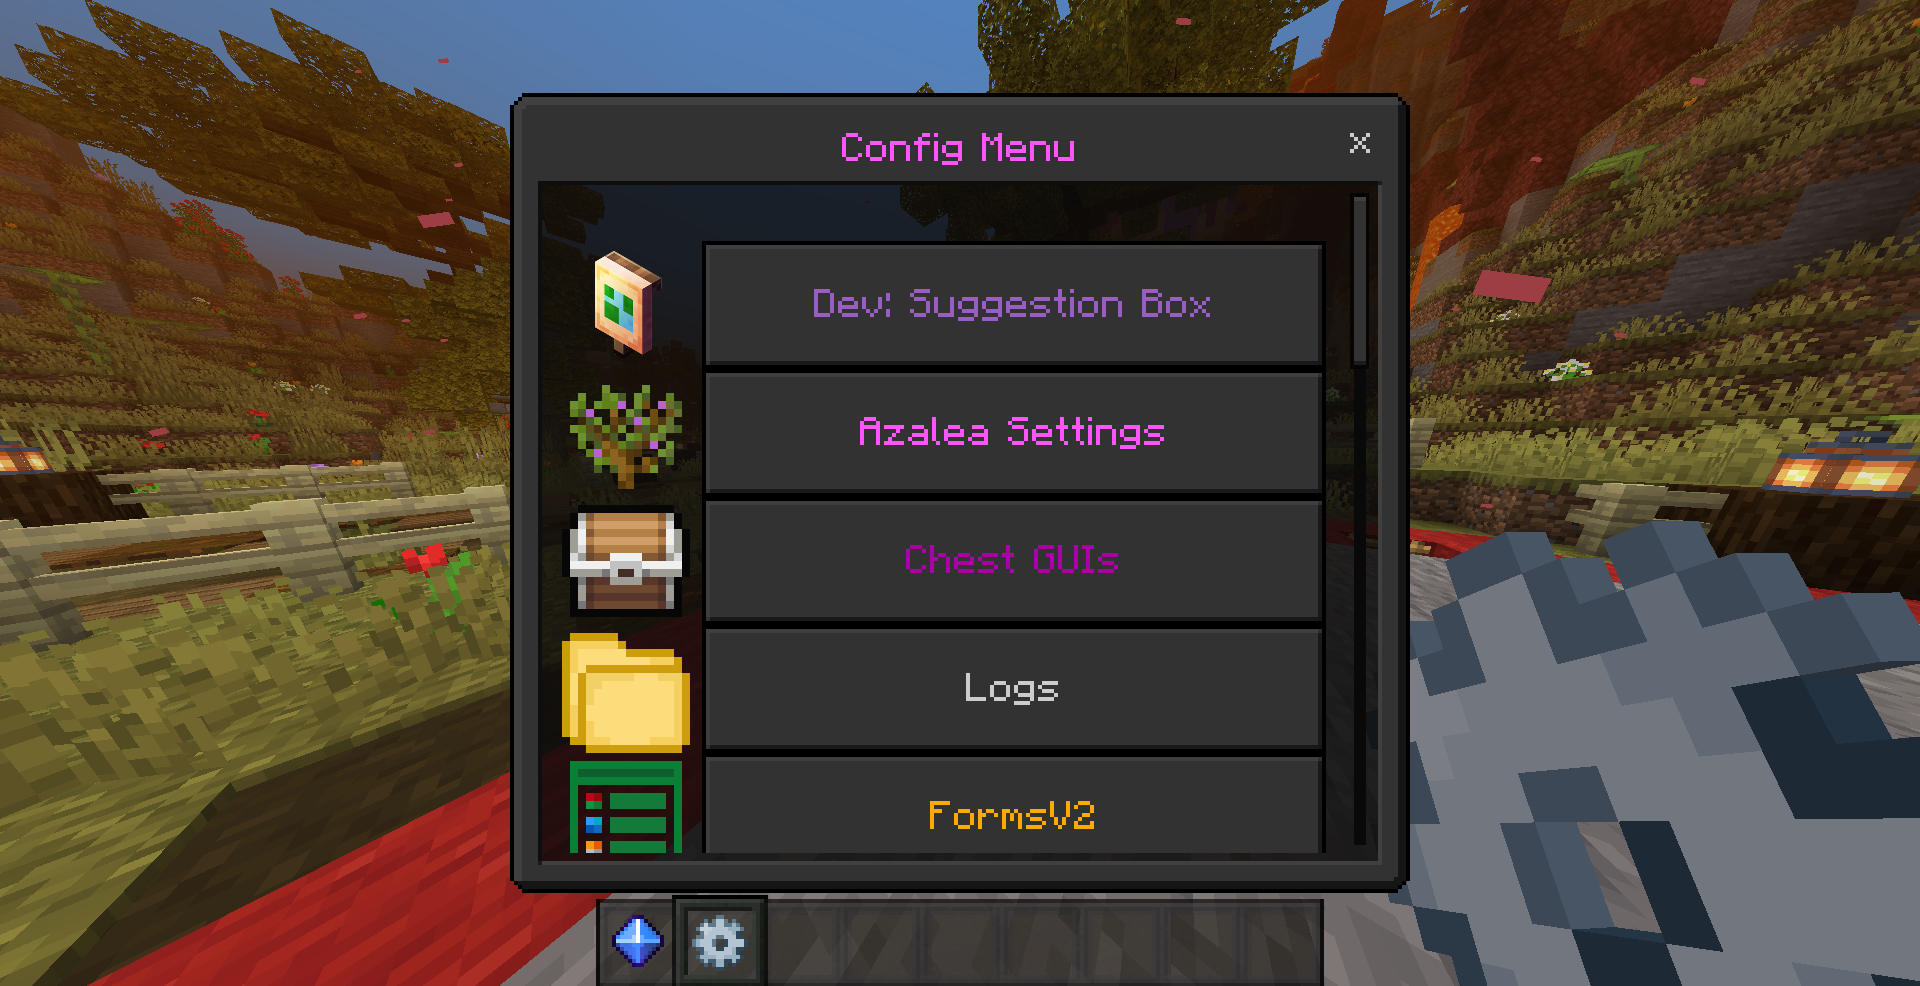 Config Menu
Dev: Suggestion Box
Azalea Settings
Chest GUIs
Logs
FormsV2